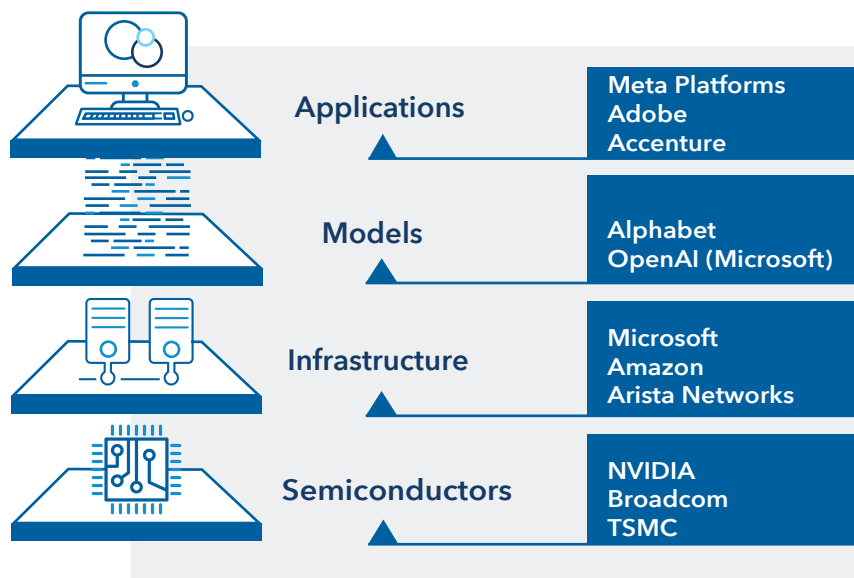 Applications
Meta Platforms
Adobe
Accenture
Models
Alphabet
OpenAI (Microsoft)
Infrastructure
Microsoft
Amazon
Arista Networks
Semiconductors
NVIDIA
Broadcom
TSMC